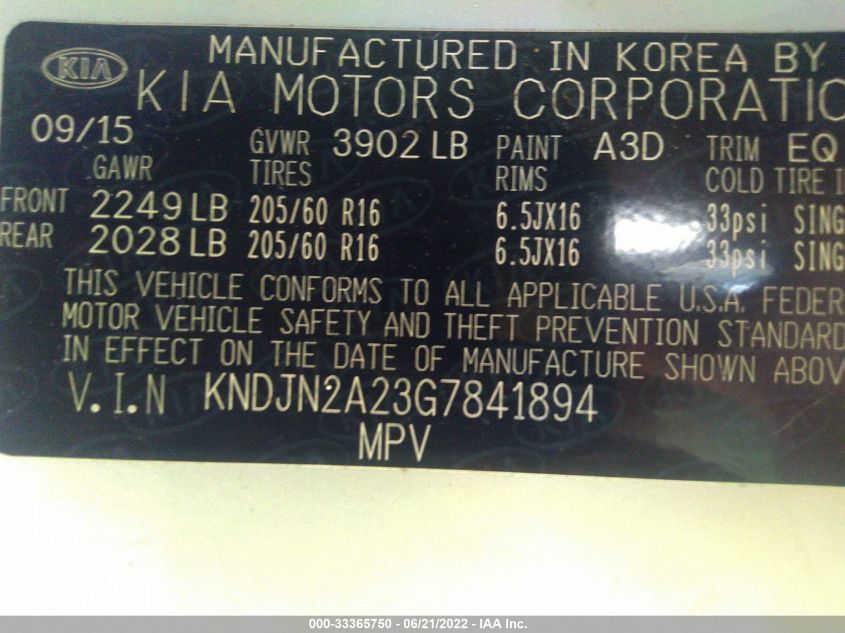 MANUFACTURED IN KOREA BY
KIA KIA MOTORS CORPORATIO
09/15 GVWR 3902 LB PAINT A3D TRIM EQ
GAWR TIRES RIMS COLD TIRE I
FRONT 2249 LB 205/60 R16 6.5JX16 33psi SING
REAR 2028 LB 205/60 R16 6.5JX16 33psi SING
THIS VEHICLE CONFORMS TO ALL APPLICABLE U.S.A. FEDER
MOTOR VEHICLE SAFETY AND THEFT PREVENTION STANDARD
IN EFFECT ON THE DATE OF MANUFACTURE SHOWN ABOV
V.I.N KNDJN2A23G7841894
MPV
000-33365750 - 06/21/2022 - IAA Inc.